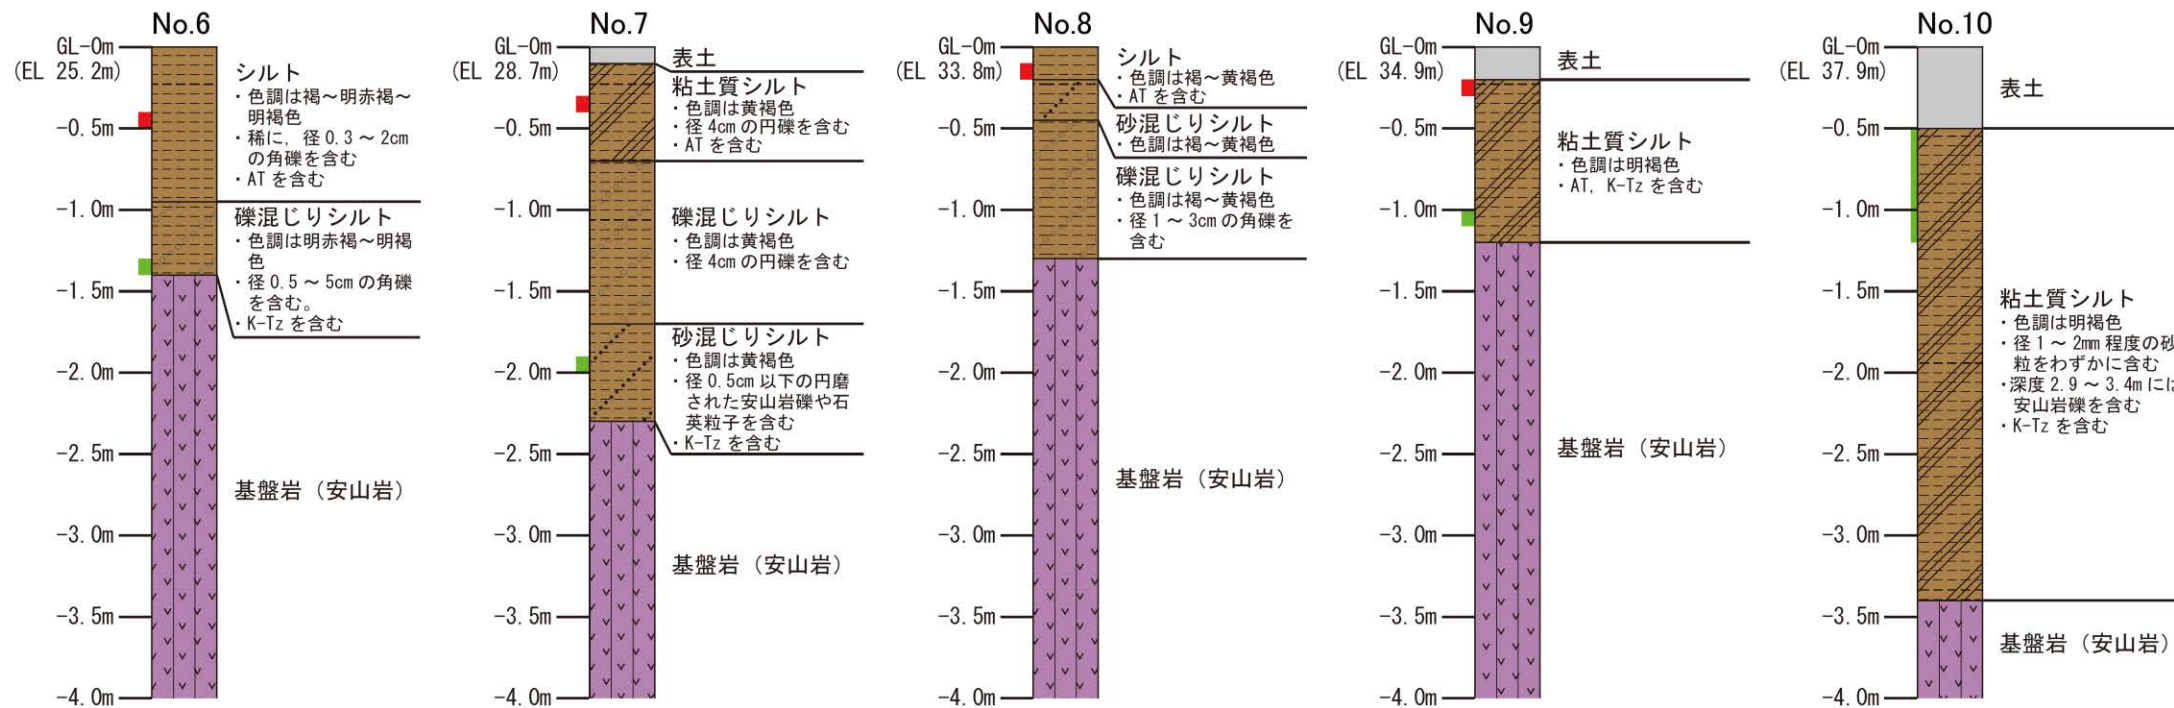 No.6
GL-0m
(EL 25.2m)
-0.5m
-1.0m
-1.5m
-2.0m
-2.5m
-3.0m
-3.5m
-4.0m
シルト
・色調は褐～明赤褐～
明褐色
・稀に，径 0.3 ～ 2cm
の角礫を含む
・AT を含む
礫混じりシルト
・色調は明赤褐～明褐
色
・径 0.5 ～ 5cm の角礫
を含む。
・K-Tz を含む
基盤岩（安山岩）
No.7
GL-0m
(EL 28.7m)
-0.5m
-1.0m
-1.5m
-2.0m
-2.5m
-3.0m
-3.5m
-4.0m
表土
粘土質シルト
・色調は黄褐色
・径 4cm の円礫を含む
・AT を含む
礫混じりシルト
・色調は黄褐色
・径 4cm の円礫を含む
砂混じりシルト
・色調は黄褐色
・径 0.5cm 以下の円磨
された安山岩礫や石
英粒子を含む
・K-Tz を含む
基盤岩（安山岩）
No.8
GL-0m
(EL 33.8m)
-0.5m
-1.0m
-1.5m
-2.0m
-2.5m
-3.0m
-3.5m
-4.0m
シルト
・色調は褐～黄褐色
・AT を含む
砂混じりシルト
・色調は褐～黄褐色
礫混じりシルト
・色調は褐～黄褐色
・径 1 ～ 3cm の角礫を
含む
基盤岩（安山岩）
No.9
GL-0m
(EL 34.9m)
-0.5m
-1.0m
-1.5m
-2.0m
-2.5m
-3.0m
-3.5m
-4.0m
表土
粘土質シルト
・色調は明褐色
・AT，K-Tz を含む
基盤岩（安山岩）
No.10
GL-0m
(EL 37.9m)
-0.5m
-1.0m
-1.5m
-2.0m
-2.5m
-3.0m
-3.5m
-4.0m
表土
粘土質シルト
・色調は明褐色
・径 1 ～ 2mm 程度の砂
粒をわずかに含む
・深度 2.9 ～ 3.4m には
安山岩礫を含む
・K-Tz を含む
基盤岩（安山岩）